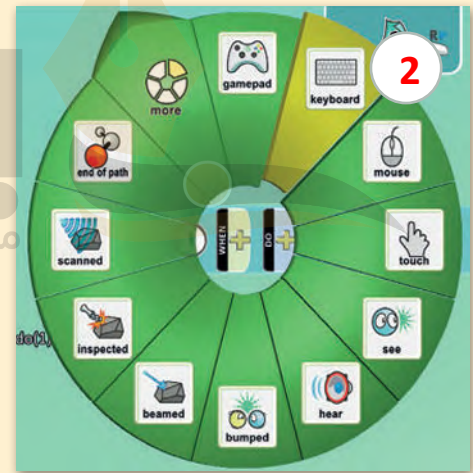 gamepad
keyboard
2
mouse
touch
see
hear
bumped
beamed
inspected
scanned
end of path
more
WHEN +
DO +